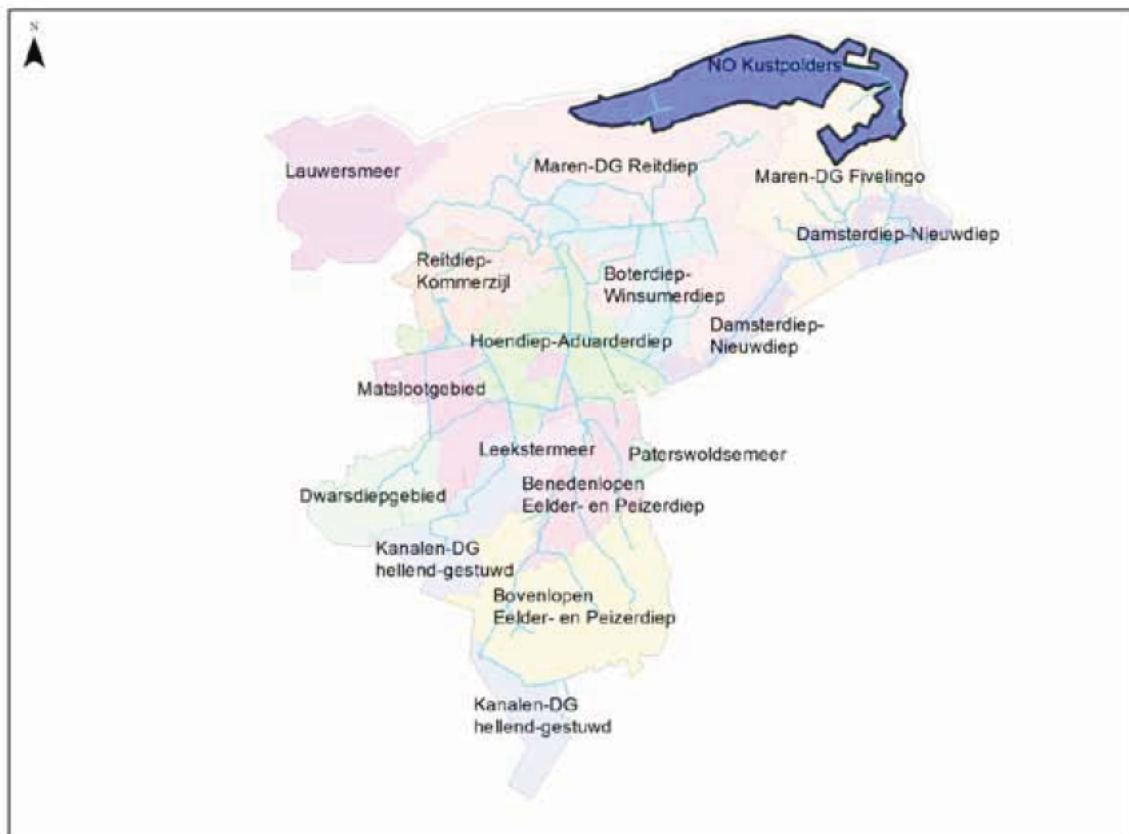 N
NO Kustpolders
Lauwersmeer
Maren-DG Reitdiep
Maren-DG Fivelingo
Damsterdiep-Nieuwdiep
Reitdiep-
Kommerzijl
Boterdiep-
Winsumerdiep
Damsterdiep-
Nieuwdiep
Hoendiep-Aduarderdiep
Matslootgebied
Leekstermeer
Paterswoldsemeer
Dwarsdiepgebied
Benedenlopen
Eelder- en Peizerdiep
Kanalen-DG
hellend-gestuwd
Bovenlopen
Eelder- en Peizerdiep
Kanalen-DG
hellend-gestuwd